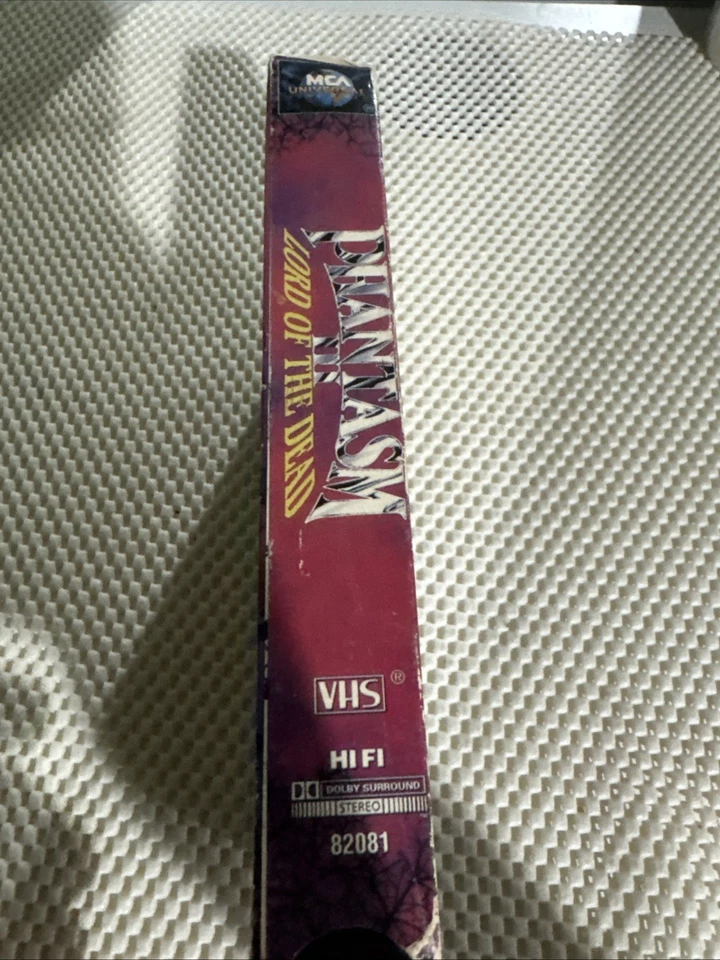 MCA
UNIVERSAL
PHANTASM
III
LORD OF THE DEAD
VHS ®
HI FI
DOLBY SURROUND
STEREO
82081